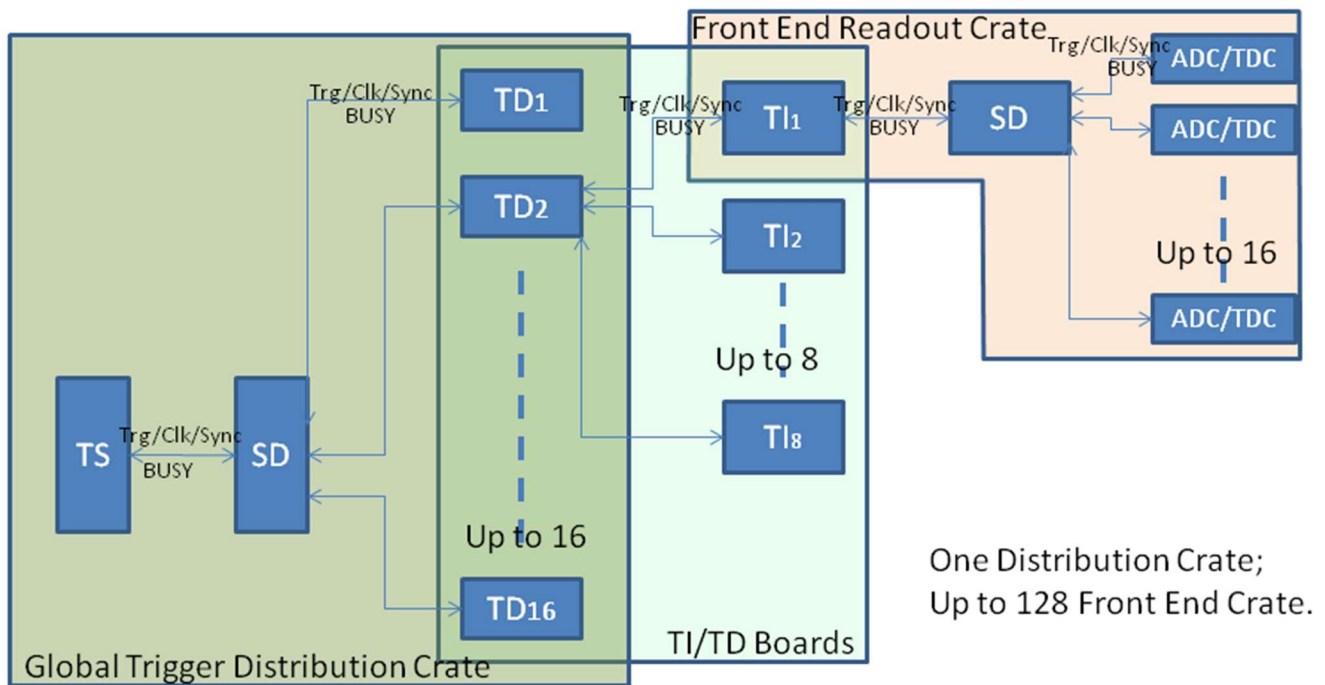 Front End Readout Crate
Trg/Clk/Sync
BUSY
ADC/TDC
Trg/Clk/Sync
BUSY
TD1
Trg/Clk/Sync
BUSY
TI1
Trg/Clk/Sync
BUSY
SD
ADC/TDC
TD2
TI2
Up to 16
ADC/TDC
Up to 8
TS
Trg/Clk/Sync
BUSY
SD
TI8
Up to 16
TD16
One Distribution Crate;
Up to 128 Front End Crate.
TI/TD Boards
Global Trigger Distribution Crate